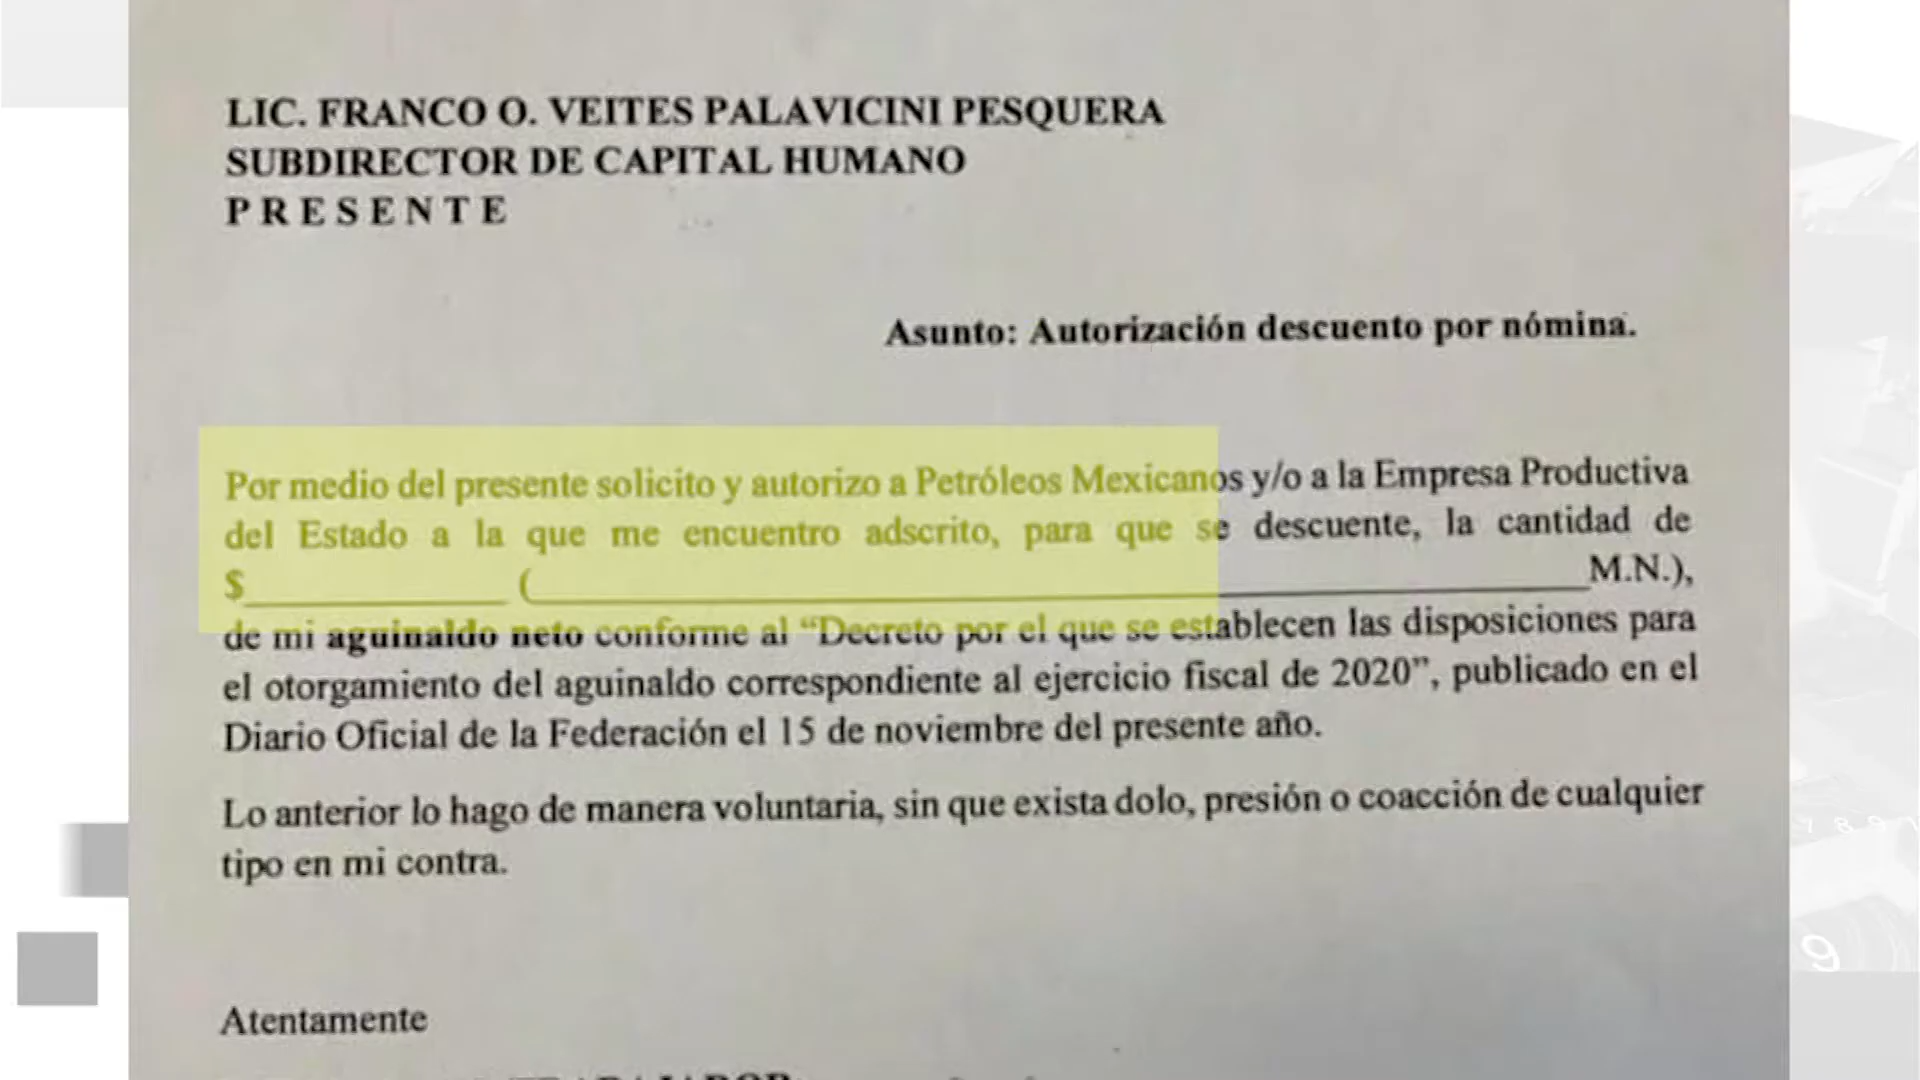 LIC. FRANCO O. VEITES PALAVICINI PESQUERA
SUBDIRECTOR DE CAPITAL HUMANO
P R E S E N T E
Asunto: Autorización descuento por nómina.
Por medio del presente solicito y autorizo a Petróleos Mexicanos y/o a la Empresa Productiva
del Estado a la que me encuentro adscrito, para que se descuente, la cantidad de
$__________ (______________________________________M.N.),
de mi aguinaldo neto conforme al “Decreto por el que se establecen las disposiciones para
el otorgamiento del aguinaldo correspondiente al ejercicio fiscal de 2020”, publicado en el
Diario Oficial de la Federación el 15 de noviembre del presente año.
Lo anterior lo hago de manera voluntaria, sin que exista dolo, presión o coacción de cualquier
tipo en mi contra.
Atentamente
9